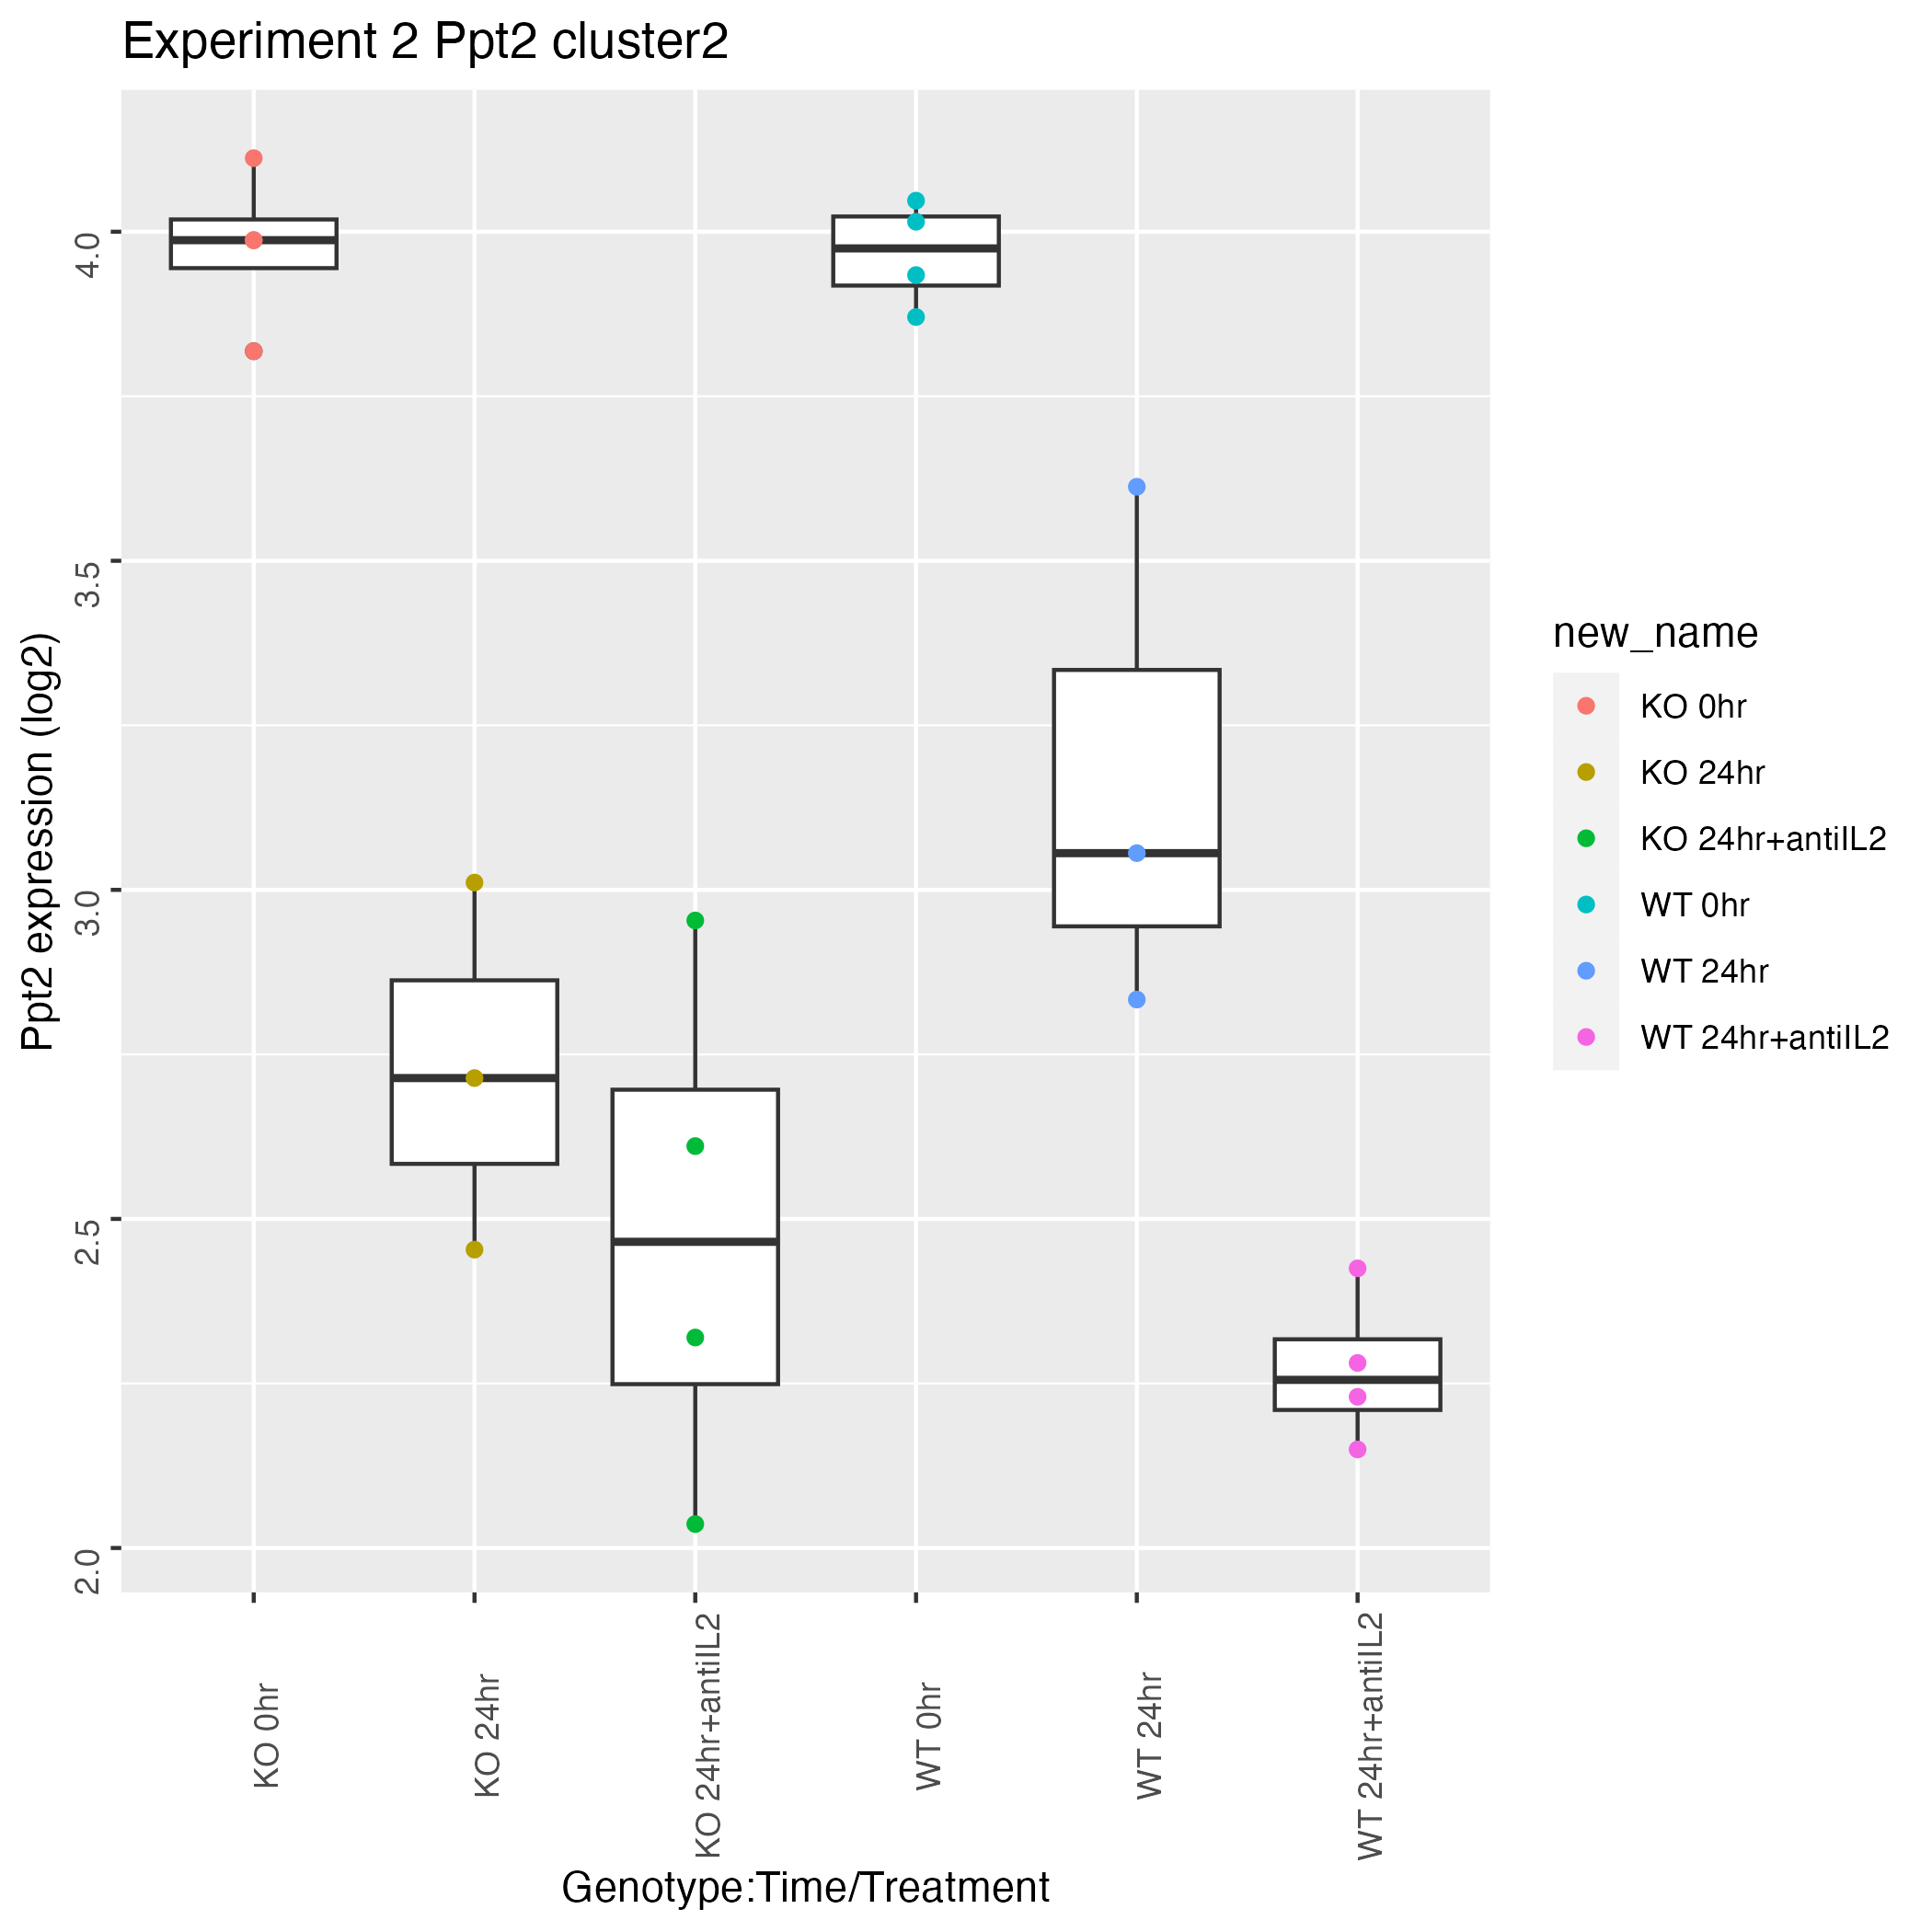 Experiment 2 Ppt2 cluster2
Ppt2 expression (log2)
4.0
3.5
3.0
2.5
2.0
KO 0hr
KO 24hr
KO 24hr+antiIL2
WT 0hr
WT 24hr
WT 24hr+antiIL2
Genotype:Time/Treatment
new_name
KO 0hr
KO 24hr
KO 24hr+antiIL2
WT 0hr
WT 24hr
WT 24hr+antiIL2